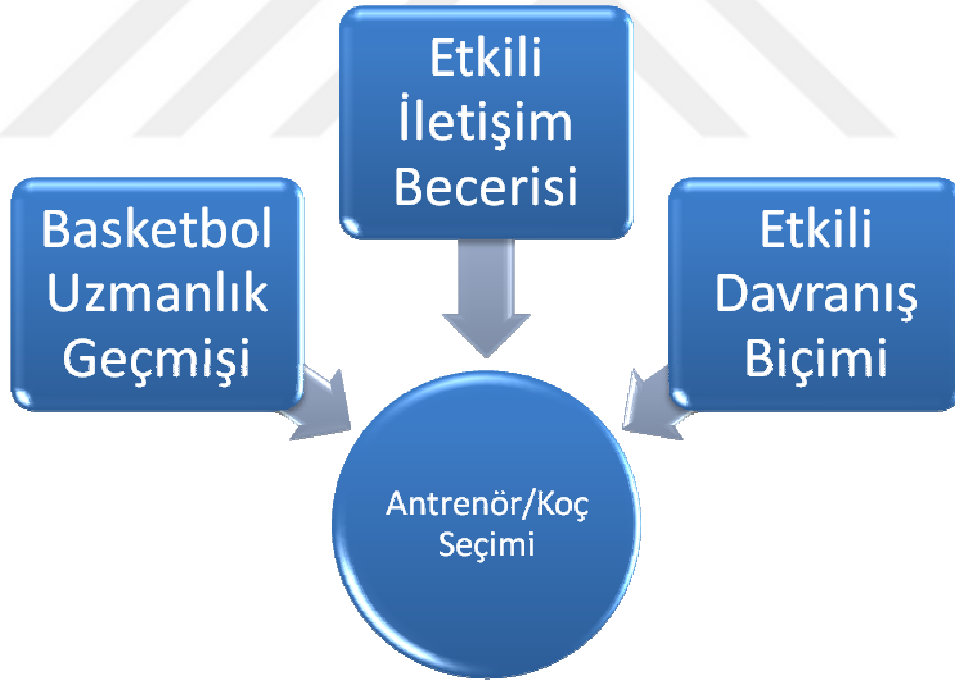 Etkili
İletişim
Becerisi
Basketbol
Uzmanlık
Geçmişi
Etkili
Davranış
Biçimi
Antrenör/Koç
Seçimi